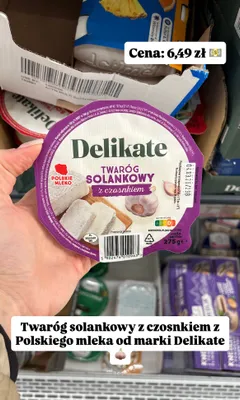 Cena: 6,49 zł 💵
Delikate
TWARÓG
SOLANKOWY
z czosnkiem
POLSKIE
MLEKO
275g e
Twaróg solankowy z czosnkiem z
Polskiego mleka od marki Delikate
🧄